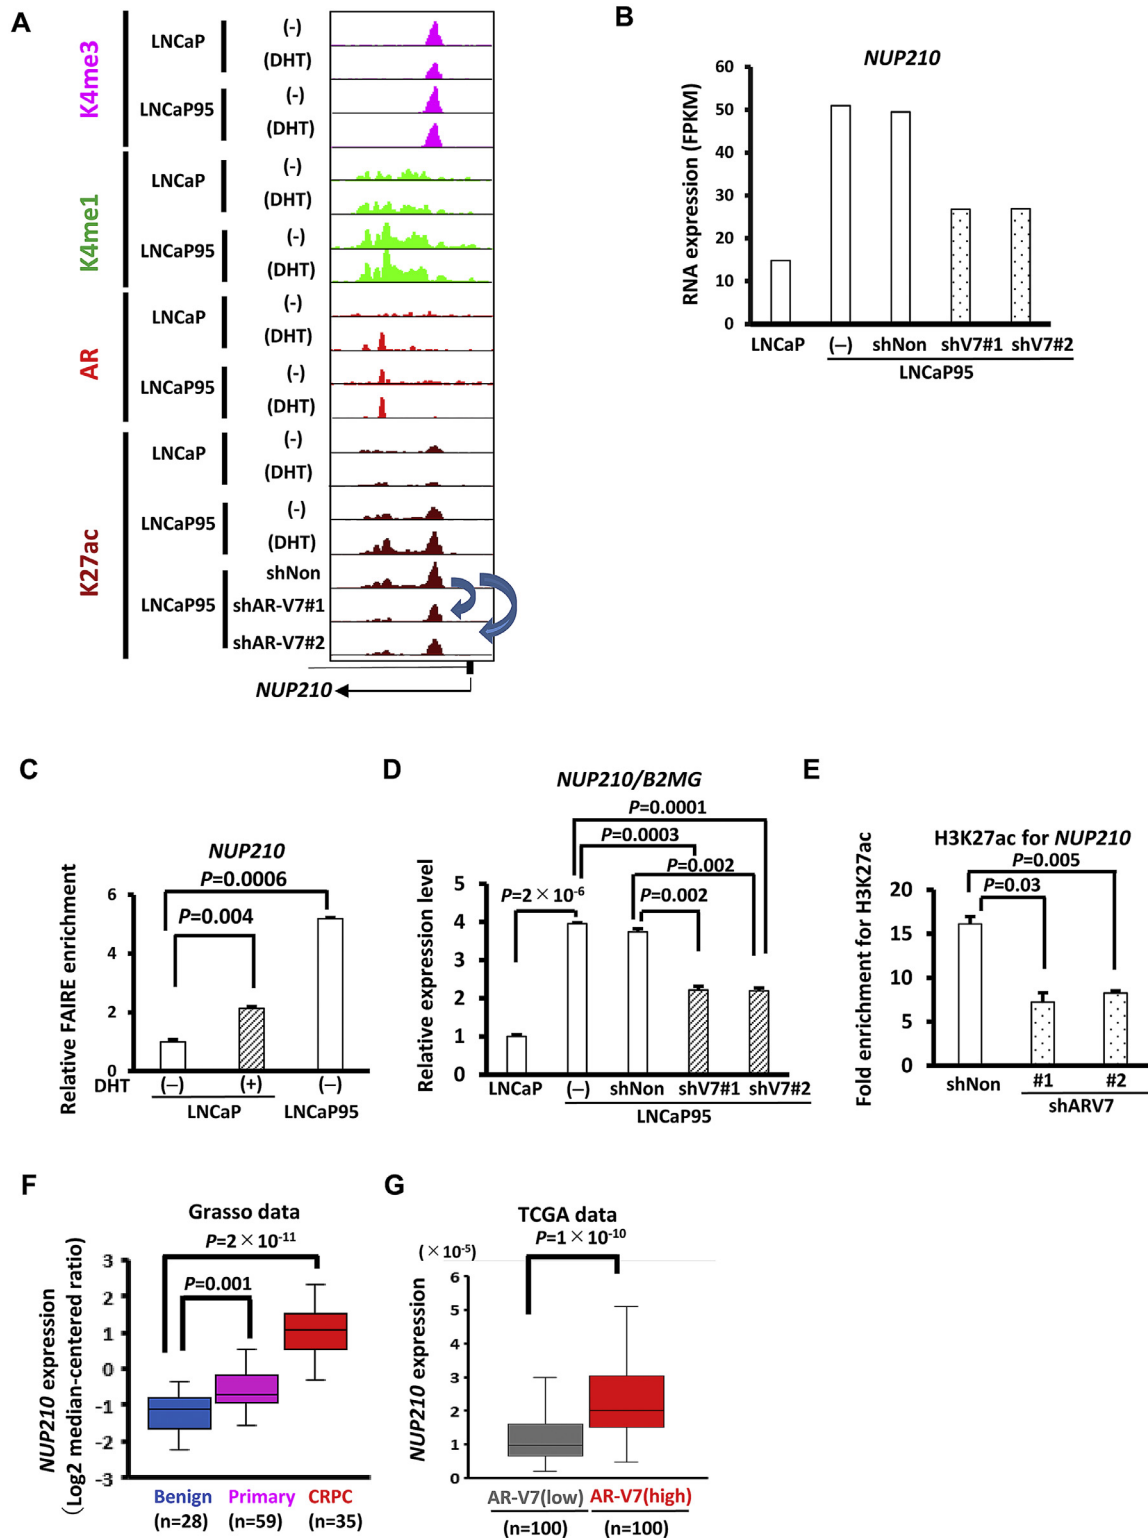 A
K4me3
LNCaP
(-)
(DHT)
LNCaP95
(-)
(DHT)
K4me1
LNCaP
(-)
(DHT)
LNCaP95
(-)
(DHT)
AR
LNCaP
(-)
(DHT)
LNCaP95
(-)
(DHT)
K27ac
LNCaP
(-)
(DHT)
LNCaP95
(-)
(DHT)
LNCaP95
shNon
shAR-V7#1
shAR-V7#2
NUP210
B
NUP210
RNA expression (FPKM)
60
50
40
30
20
10
0
LNCaP (−) shNon shV7#1 shV7#2
LNCaP95
C
NUP210
P=0.0006
P=0.004
Relative FAIRE enrichment
6
4
2
0
DHT (−) (+) (−)
LNCaP LNCaP95
D
NUP210/B2MG
P=0.0001
P=0.0003
P=0.002
P=2×10-6
P=0.002
Relative expression level
5
4
3
2
1
0
LNCaP (−) shNon shV7#1 shV7#2
LNCaP95
E
H3K27ac for NUP210
P=0.005
P=0.03
Fold enrichment for H3K27ac
20
15
10
5
0
shNon #1 #2
shARV7
F
Grasso data
P=2×10-11
P=0.001
NUP210 expression
(Log2 median-centered ratio)
3
2
1
0
-1
-2
-3
Benign Primary CRPC
(n=28) (n=59) (n=35)
G
TCGA data
P=1×10-10
(×10-5)
NUP210 expression
6
5
4
3
2
1
0
AR-V7(low) AR-V7(high)
(n=100) (n=100)